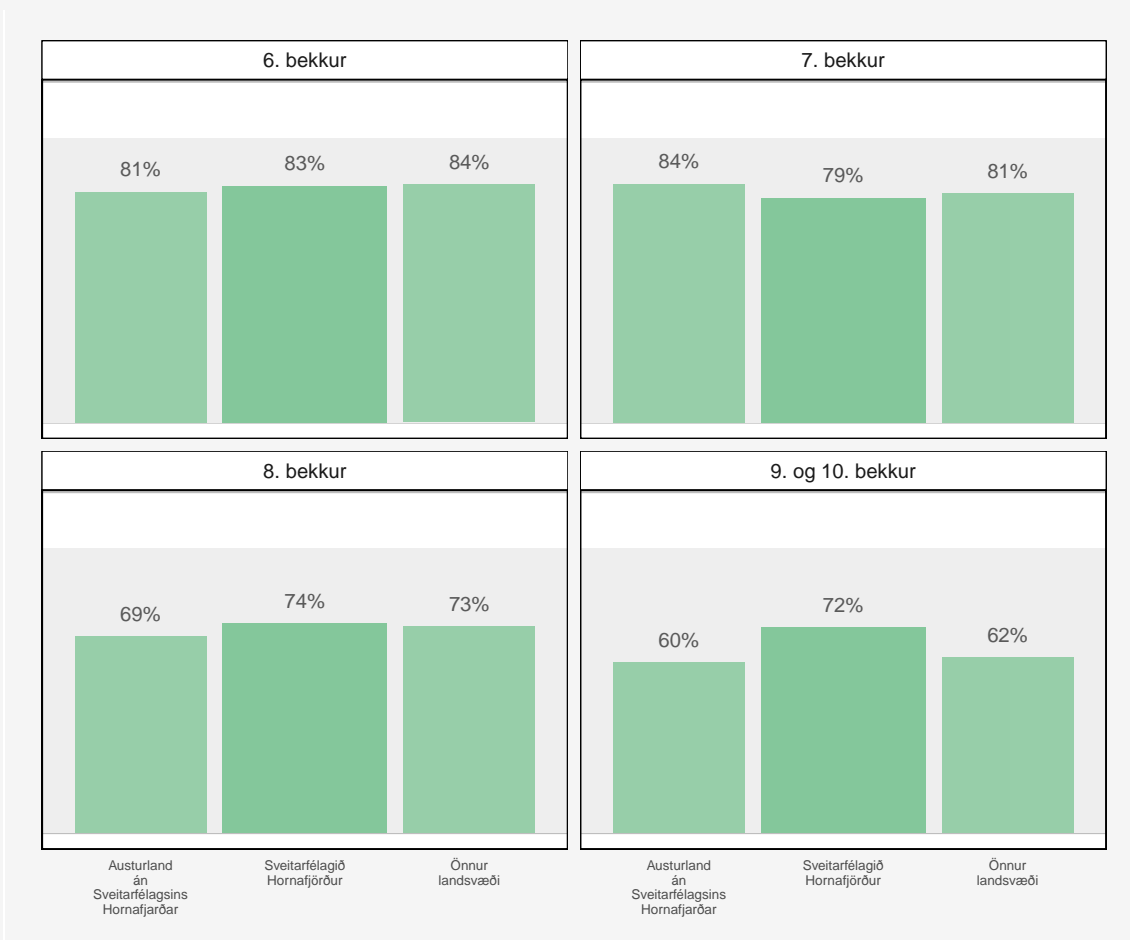 6. bekkur
81%
83%
84%
7. bekkur
84%
79%
81%
8. bekkur
69%
74%
73%
9. og 10. bekkur
60%
72%
62%
Austurland
án
Sveitarfélagsins
Hornafjarðar
Sveitarfélagið
Hornafjörður
Önnur
landsvæði
Austurland
án
Sveitarfélagsins
Hornafjarðar
Sveitarfélagið
Hornafjörður
Önnur
landsvæði